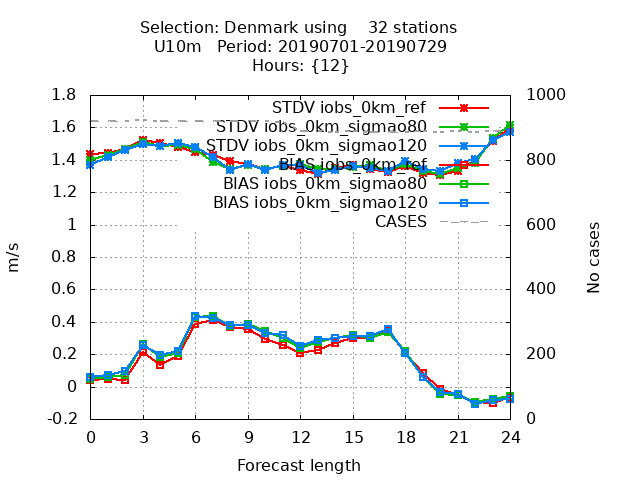 Selection: Denmark using 32 stations
U10m Period: 20190701-20190729
Hours: {12}
1.8
1.6
1.4
1.2
1
0.8
0.6
0.4
0.2
0
-0.2
m/s
1000
800
600
400
200
0
No cases
STDV iobs_0km_ref
STDV iobs_0km_sigmao80
STDV iobs_0km_sigmao120
BIAS iobs_0km_ref
BIAS iobs_0km_sigmao80
BIAS iobs_0km_sigmao120
CASES
0 3 6 9 12 15 18 21 24
Forecast length